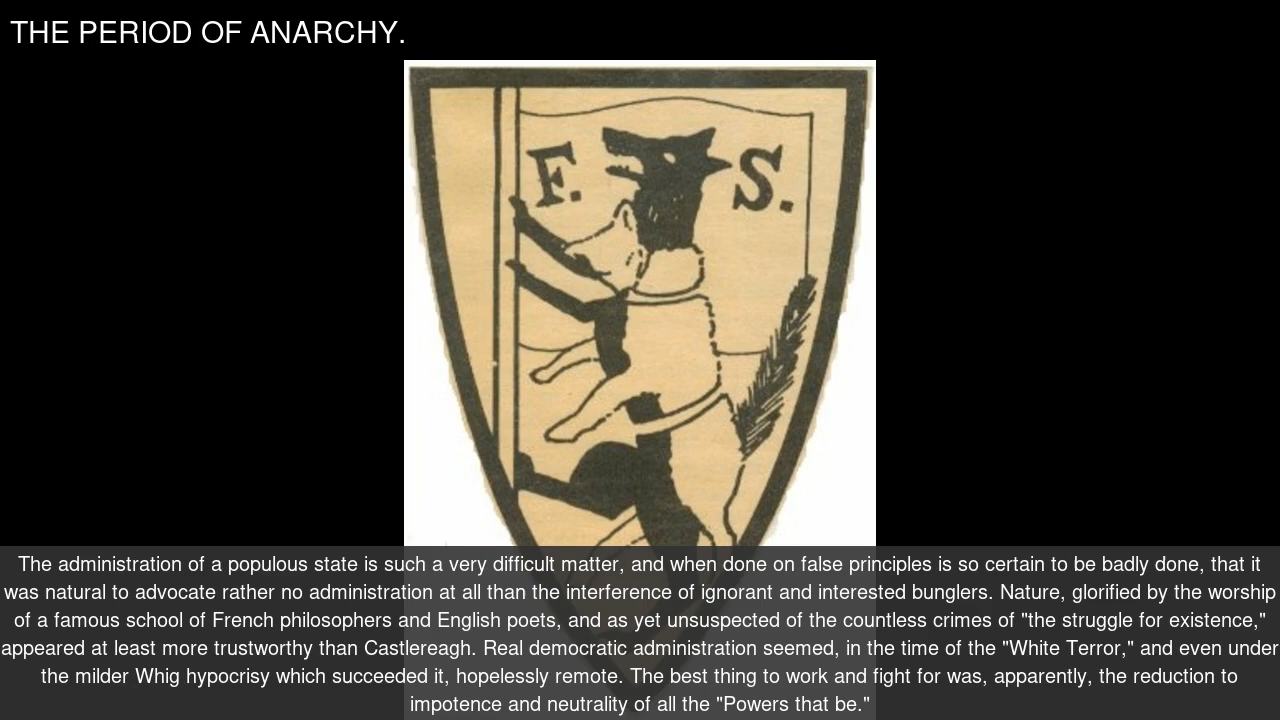 THE PERIOD OF ANARCHY.
F. S.
The administration of a populous state is such a very difficult matter, and when done on false principles is so certain to be badly done, that it
was natural to advocate rather no administration at all than the interference of ignorant and interested bunglers. Nature, glorified by the worship
of a famous school of French philosophers and English poets, and as yet unsuspected of the countless crimes of "the struggle for existence,"
appeared at least more trustworthy than Castlereagh. Real democratic administration seemed, in the time of the "White Terror," and even under
the milder Whig hypocrisy which succeeded it, hopelessly remote. The best thing to work and fight for was, apparently, the reduction to
impotence and neutrality of all the "Powers that be."